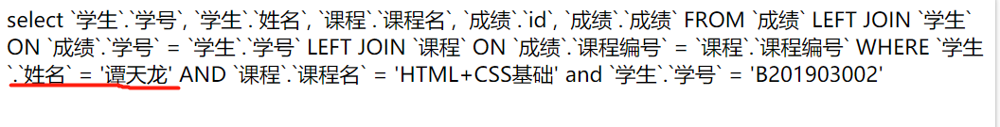 select `学生`.`学号`, `学生`.`姓名`, `课程`.`课程名`, `成绩`.`id`, `成绩`.`成绩` FROM `成绩` LEFT JOIN `学生`
ON `成绩`.`学号` = `学生`.`学号` LEFT JOIN `课程` ON `成绩`.`课程编号` = `课程`.`课程编号` WHERE `学生
`.`姓名` = '谭天龙' AND `课程`.`课程名` = 'HTML+CSS基础' and `学生`.`学号` = 'B201903002'